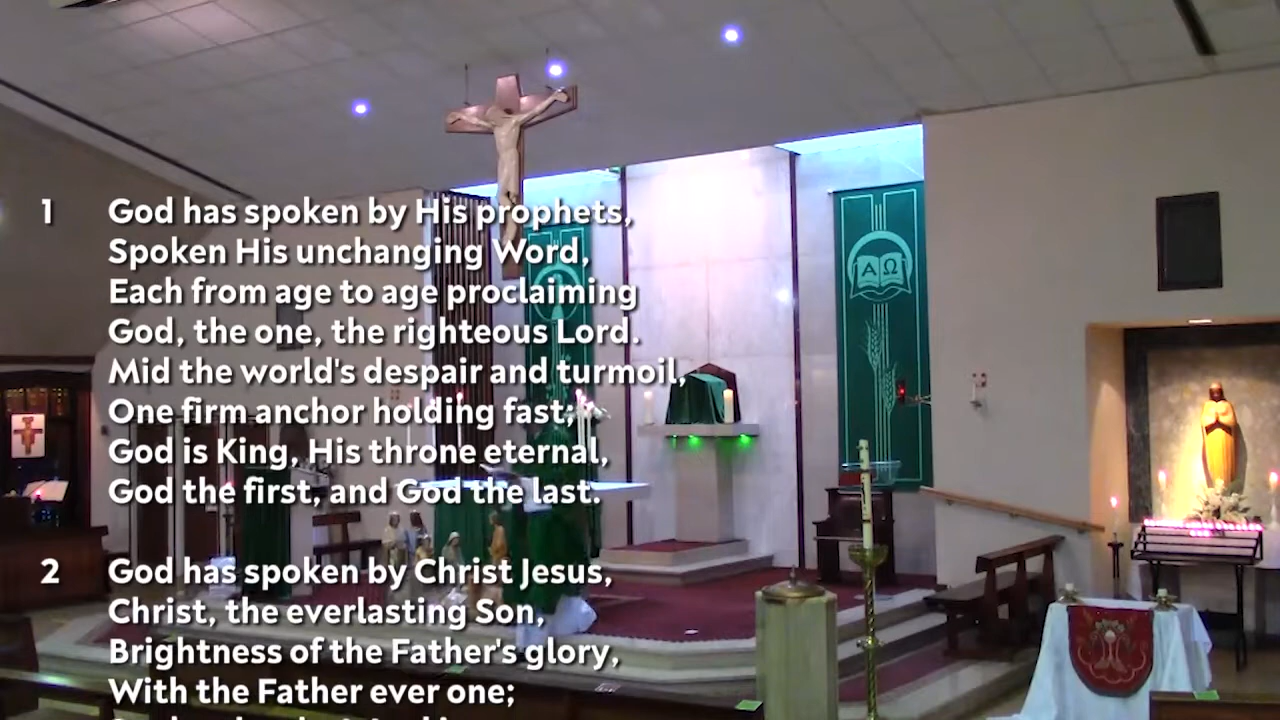 1 God has spoken by His prophets,
Spoken His unchanging Word,
Each from age to age proclaiming
God, the one, the righteous Lord.
Mid the world's despair and turmoil,
One firm anchor holding fast;
God is King, His throne eternal,
God the first, and God the last.
2 God has spoken by Christ Jesus,
Christ, the everlasting Son,
Brightness of the Father's glory,
With the Father ever one;
Α Ω